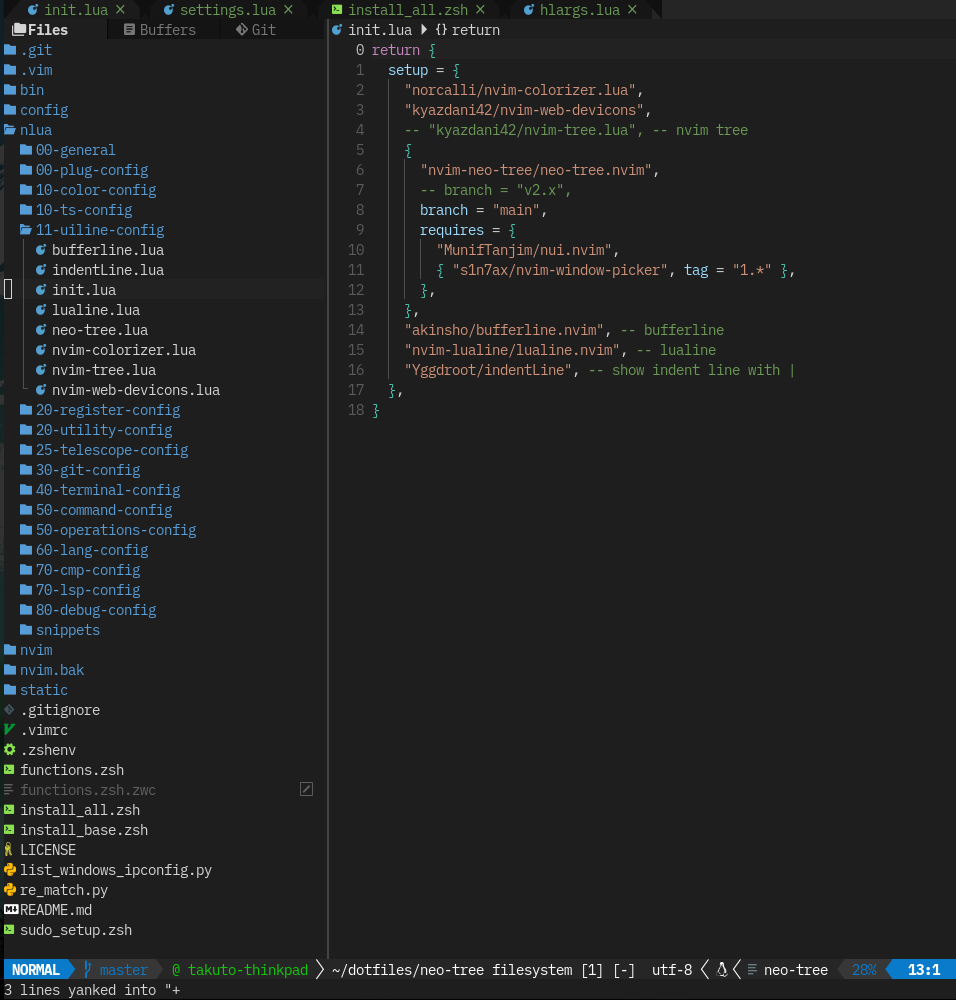 init.lua × settings.lua × install_all.zsh × hlargs.lua ×
Files Buffers Git
.git
.vim
bin
config
nlua
00-general
00-plug-config
10-color-config
10-ts-config
11-uiline-config
bufferline.lua
indentLine.lua
init.lua
lualine.lua
neo-tree.lua
nvim-colorizer.lua
nvim-tree.lua
nvim-web-devicons.lua
20-register-config
20-utility-config
25-telescope-config
30-git-config
40-terminal-config
50-command-config
50-operations-config
60-lang-config
70-cmp-config
70-lsp-config
80-debug-config
snippets
nvim
nvim.bak
static
.gitignore
.vimrc
.zshenv
functions.zsh
functions.zsh.zwc
install_all.zsh
install_base.zsh
LICENSE
list_windows_ipconfig.py
re_match.py
README.md
sudo_setup.zsh
init.lua {} return
0 return {
1 setup = {
2 "norcalli/nvim-colorizer.lua",
3 "kyazdani42/nvim-web-devicons",
4 -- "kyazdani42/nvim-tree.lua", -- nvim tree
5 {
6 "nvim-neo-tree/neo-tree.nvim",
7 -- branch = "v2.x",
8 branch = "main",
9 requires = {
10 "MunifTanjim/nui.nvim",
11 { "s1n7ax/nvim-window-picker", tag = "1.*" },
12 },
13 },
14 "akinsho/bufferline.nvim", -- bufferline
15 "nvim-lualine/lualine.nvim", -- lualine
16 "Yggdroot/indentLine", -- show indent line with |
17 },
18 }
NORMAL master @ takuto-thinkpad ~/dotfiles/neo-tree filesystem [1] [-] utf-8 neo-tree 28% 13:1
3 lines yanked into "+